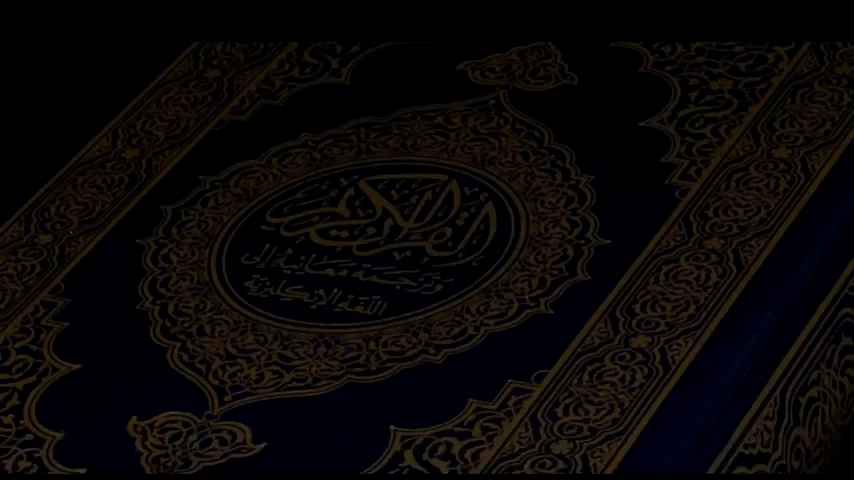 القرآن الكريم
وترجمة معانيه إلى
اللغة الإنكليزية